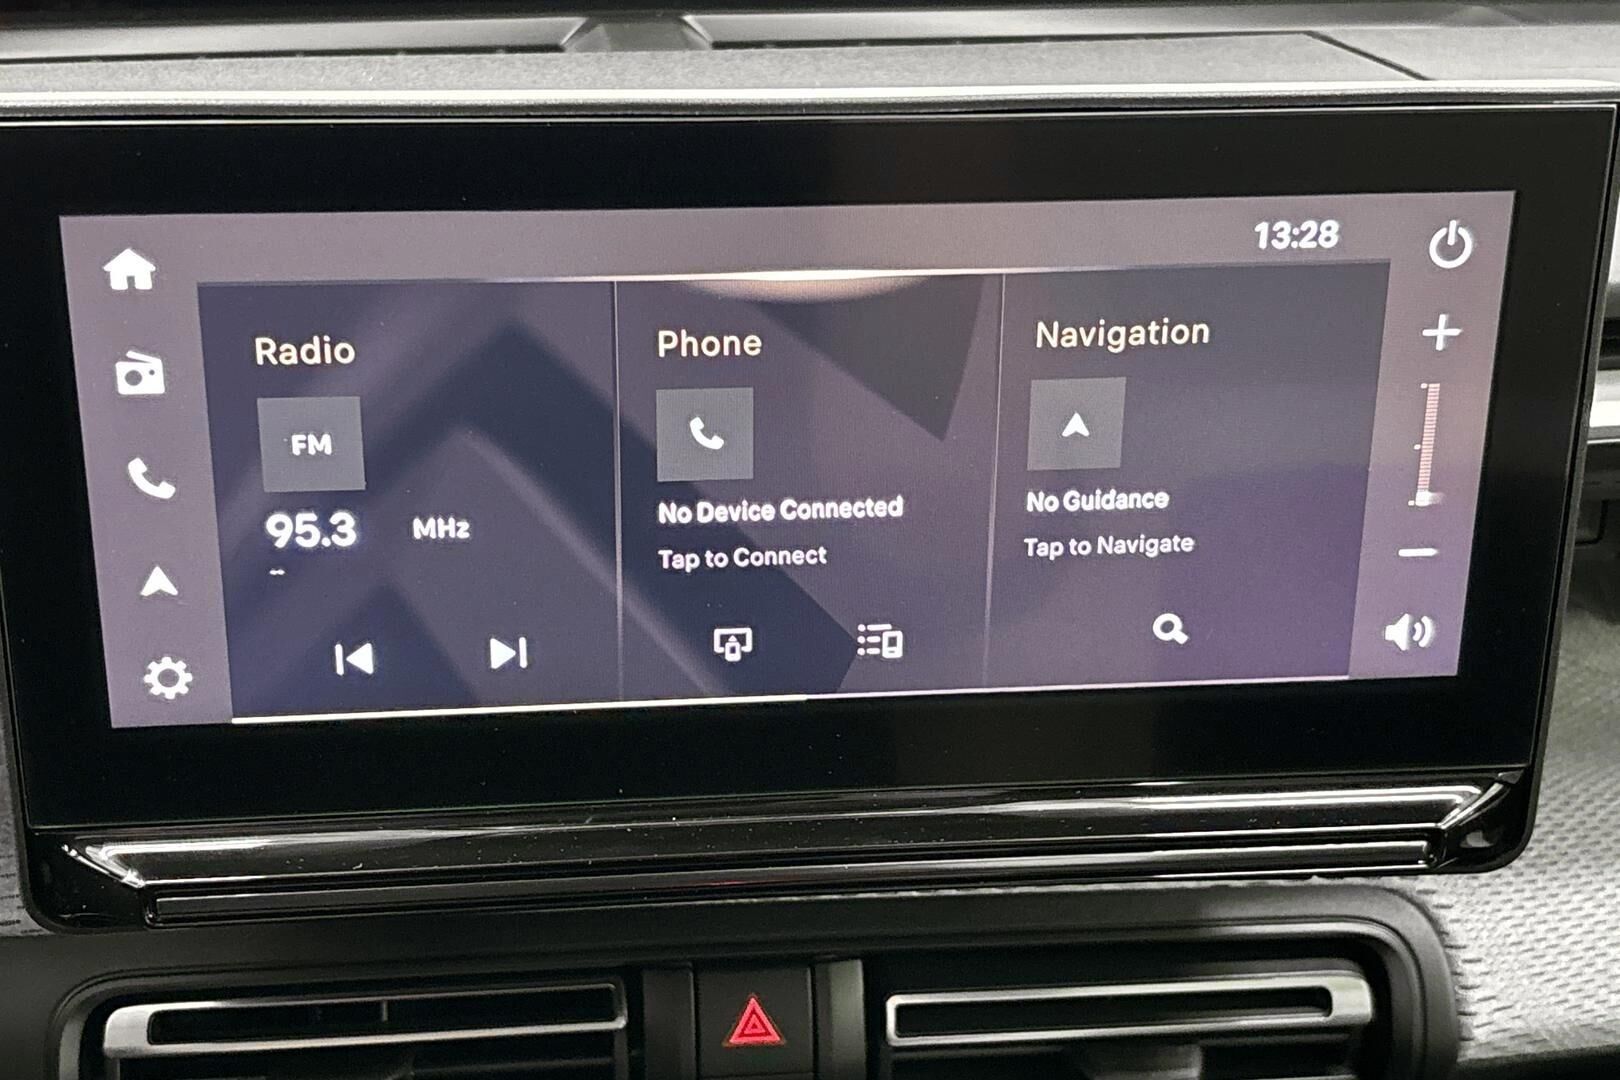 13:28
Radio
FM
95.3 MHz
--
Phone
No Device Connected
Tap to Connect
Navigation
No Guidance
Tap to Navigate